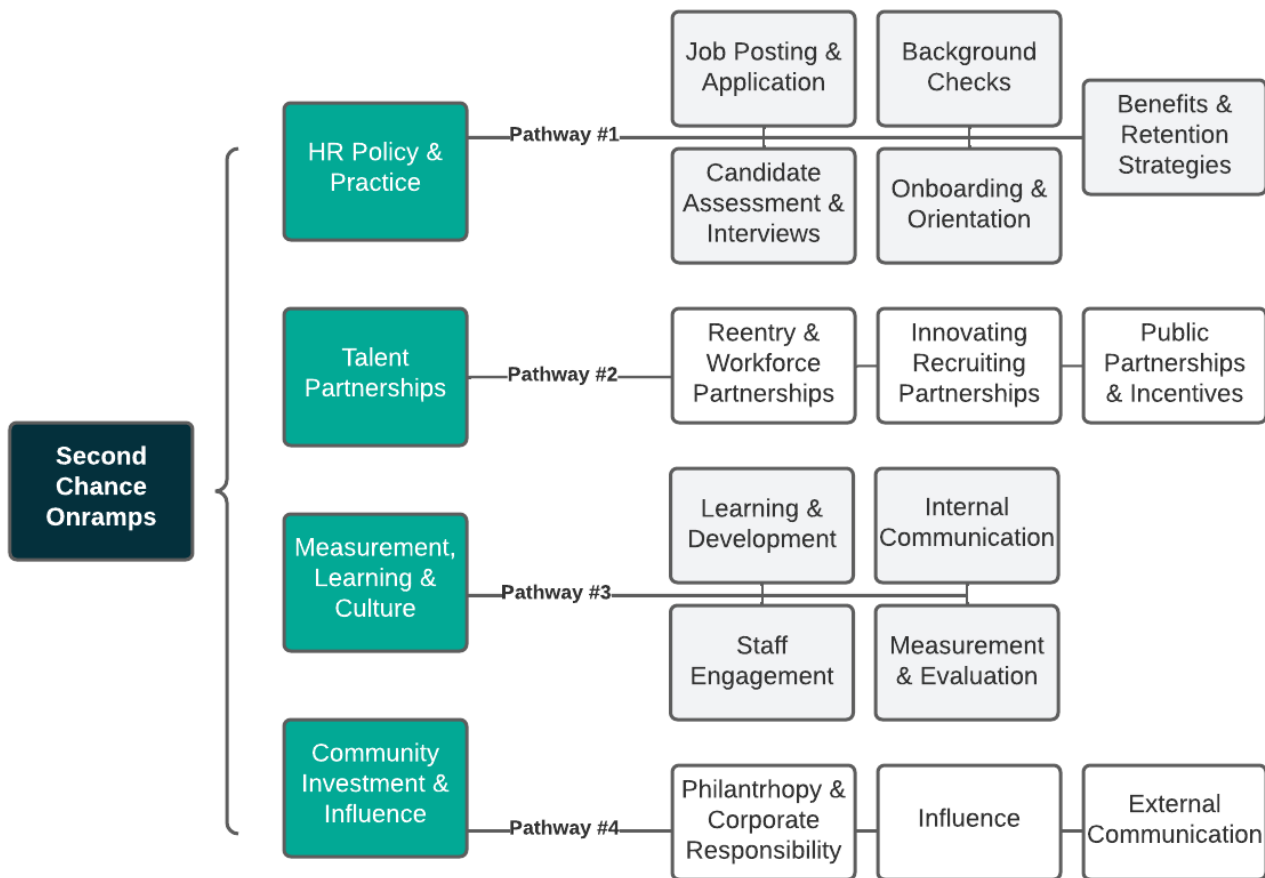 Second
Chance
Onramps
HR Policy &
Practice
Pathway #1
Job Posting &
Application
Background
Checks
Candidate
Assessment &
Interviews
Onboarding &
Orientation
Benefits &
Retention
Strategies
Talent
Partnerships
Pathway #2
Reentry &
Workforce
Partnerships
Innovating
Recruiting
Partnerships
Public
Partnerships
& Incentives
Measurement,
Learning &
Culture
Pathway #3
Learning &
Development
Internal
Communication
Staff
Engagement
Measurement
& Evaluation
Community
Investment &
Influence
Pathway #4
Philantrhopy &
Corporate
Responsibility
Influence
External
Communication